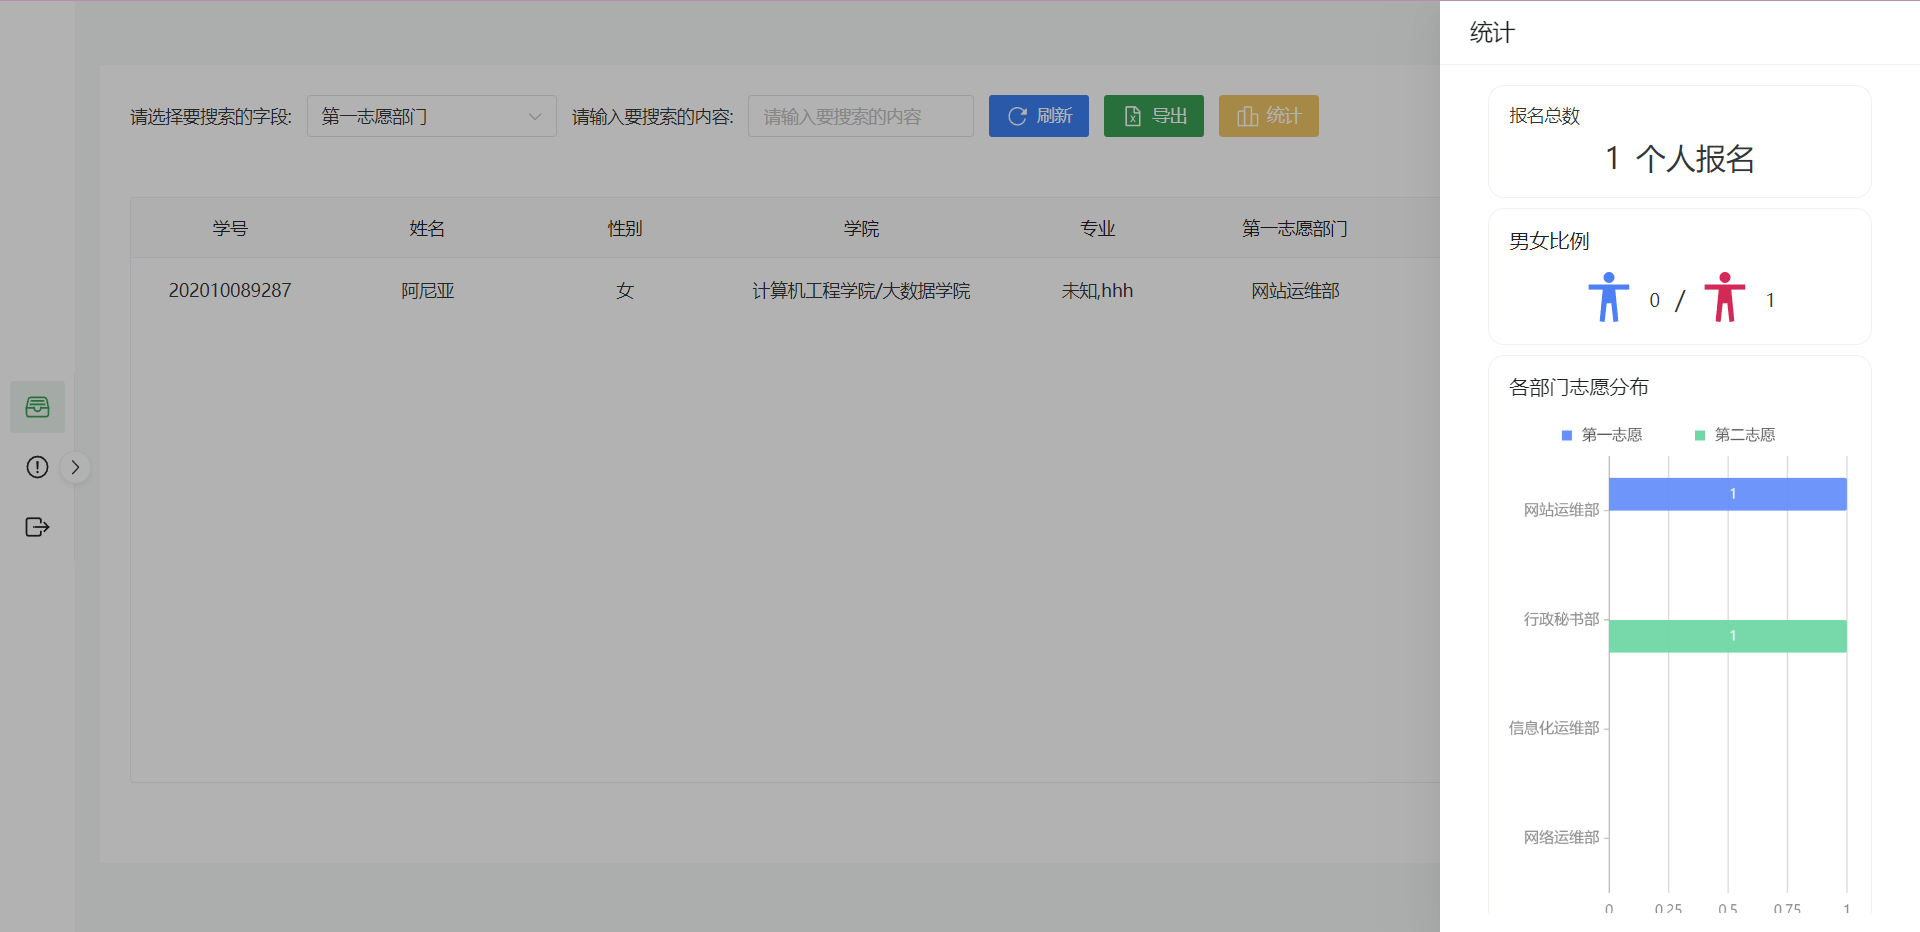 请选择要搜索的字段:
第一志愿部门
请输入要搜索的内容:
请输入要搜索的内容
刷新
导出
统计
学号 姓名 性别 学院 专业 第一志愿部门
202010089287 阿尼亚 女 计算机工程学院/大数据学院 未知,hhh 网站运维部
统计
报名总数
1 个人报名
男女比例
0 / 1
各部门志愿分布
第一志愿 第二志愿
网站运维部 1
行政秘书部 1
信息化运维部
网络运维部
0 0.25 0.5 0.75 1